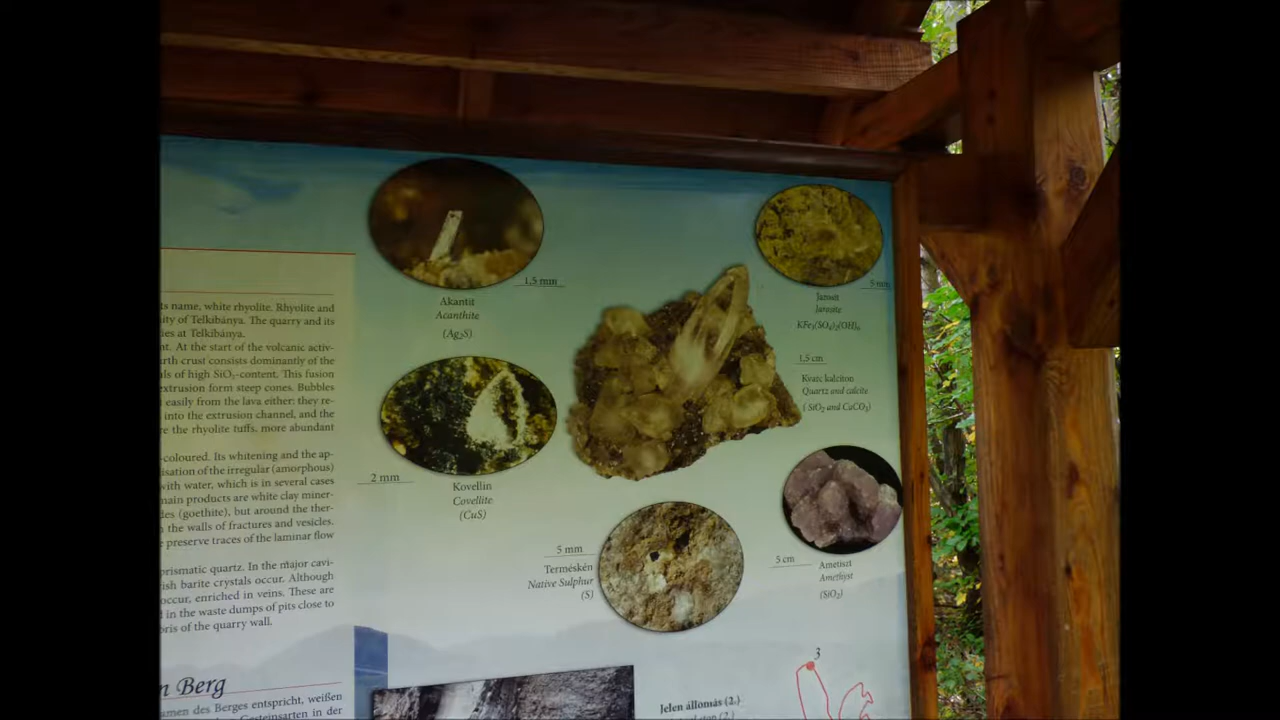 ts name, white rhyolite. Rhyolite and
ity of Telkibánya. The quarry and its
ies at Telkibánya.
nt. At the start of the volcanic activ-
rth crust consists dominantly of the
als of high SiO₂-content. This fusion
extrusion form steep cones. Bubbles
easily from the lava either: they re-
into the extrusion channel, and the
re the rhyolite tuffs, more abundant
-coloured. Its whitening and the ap-
isation of the irregular (amorphous)
with water, which is in several cases
main products are white clay miner-
des (goethite), but around the ther-
the walls of fractures and vesicles.
preserve traces of the laminar flow
prismatic quartz. In the major cavi-
ish barite crystals occur. Although
occur, enriched in veins. These are
in the waste dumps of pits close to
bris of the quarry wall.
n Berg
amen des Berges entspricht, weißen
Gesteinsarten in der
1,5 mm
Akantit
Acanthite
(Ag₂S)
2 mm
Kovellin
Covellite
(CuS)
5 mm
Terméskén
Native Sulphur
(S)
5 mm
Jarosit
Jarosite
KFe₃(SO₄)₂(OH)₆
1,5 cm
Kvarc kalciton
Quartz and calcite
(SiO₂ and CaCO₃)
5 cm
Ametiszt
Amethyst
(SiO₂)
3
Jelen állomás (2.)